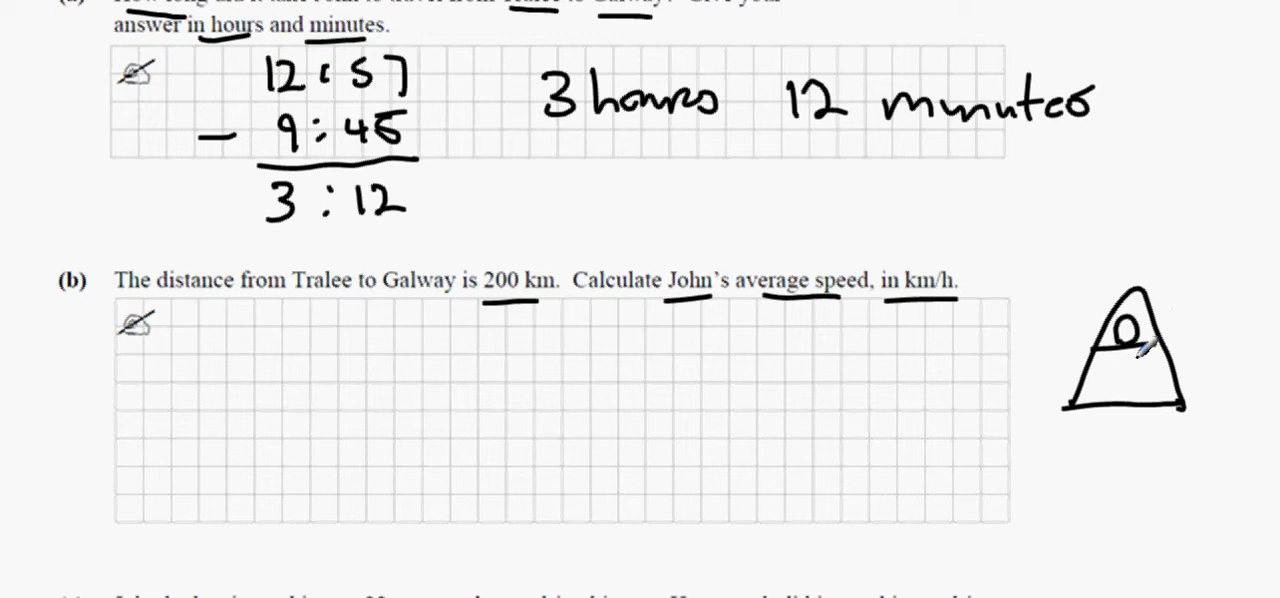 answer in hours and minutes.
12:57
3 hours 12 minutes
- 9:45
3:12
(b) The distance from Tralee to Galway is 200 km. Calculate John's average speed, in km/h.
D